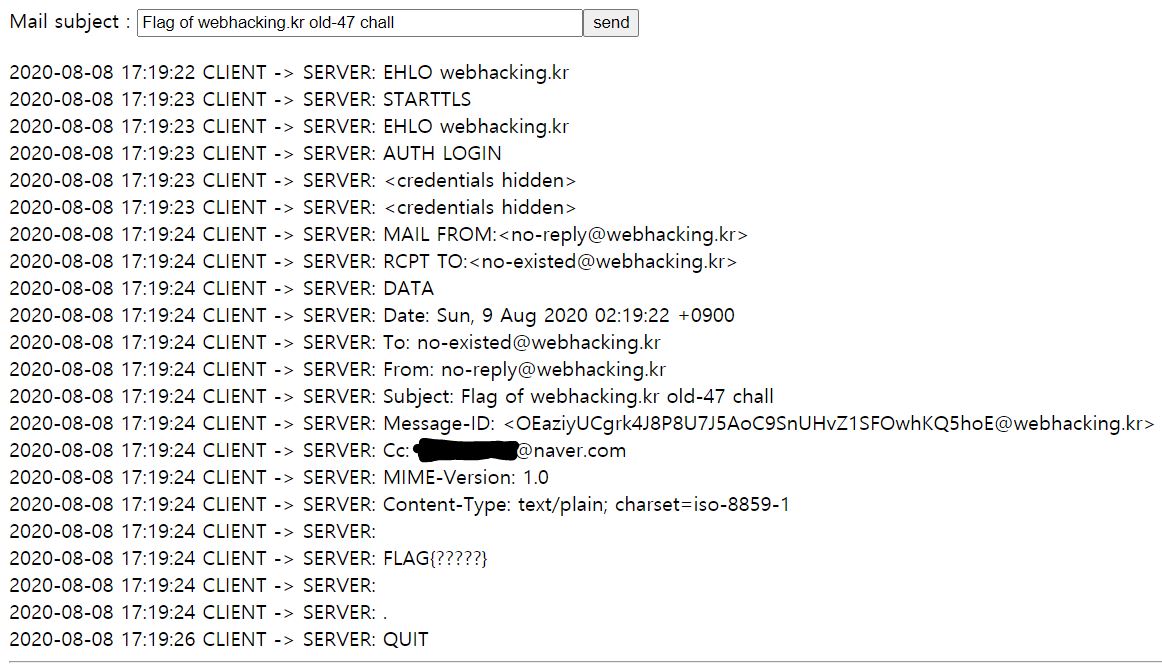 Mail subject : Flag of webhacking.kr old-47 chall send
2020-08-08 17:19:22 CLIENT -> SERVER: EHLO webhacking.kr
2020-08-08 17:19:23 CLIENT -> SERVER: STARTTLS
2020-08-08 17:19:23 CLIENT -> SERVER: EHLO webhacking.kr
2020-08-08 17:19:23 CLIENT -> SERVER: AUTH LOGIN
2020-08-08 17:19:23 CLIENT -> SERVER: <credentials hidden>
2020-08-08 17:19:23 CLIENT -> SERVER: <credentials hidden>
2020-08-08 17:19:24 CLIENT -> SERVER: MAIL FROM:<no-reply@webhacking.kr>
2020-08-08 17:19:24 CLIENT -> SERVER: RCPT TO:<no-existed@webhacking.kr>
2020-08-08 17:19:24 CLIENT -> SERVER: DATA
2020-08-08 17:19:24 CLIENT -> SERVER: Date: Sun, 9 Aug 2020 02:19:22 +0900
2020-08-08 17:19:24 CLIENT -> SERVER: To: no-existed@webhacking.kr
2020-08-08 17:19:24 CLIENT -> SERVER: From: no-reply@webhacking.kr
2020-08-08 17:19:24 CLIENT -> SERVER: Subject: Flag of webhacking.kr old-47 chall
2020-08-08 17:19:24 CLIENT -> SERVER: Message-ID: <OEaziyUCgrk4J8P8U7J5AoC9SnUHvZ1SFOwhKQ5hoE@webhacking.kr>
2020-08-08 17:19:24 CLIENT -> SERVER: Cc: @naver.com
2020-08-08 17:19:24 CLIENT -> SERVER: MIME-Version: 1.0
2020-08-08 17:19:24 CLIENT -> SERVER: Content-Type: text/plain; charset=iso-8859-1
2020-08-08 17:19:24 CLIENT -> SERVER:
2020-08-08 17:19:24 CLIENT -> SERVER: FLAG{?????}
2020-08-08 17:19:24 CLIENT -> SERVER:
2020-08-08 17:19:24 CLIENT -> SERVER: .
2020-08-08 17:19:26 CLIENT -> SERVER: QUIT